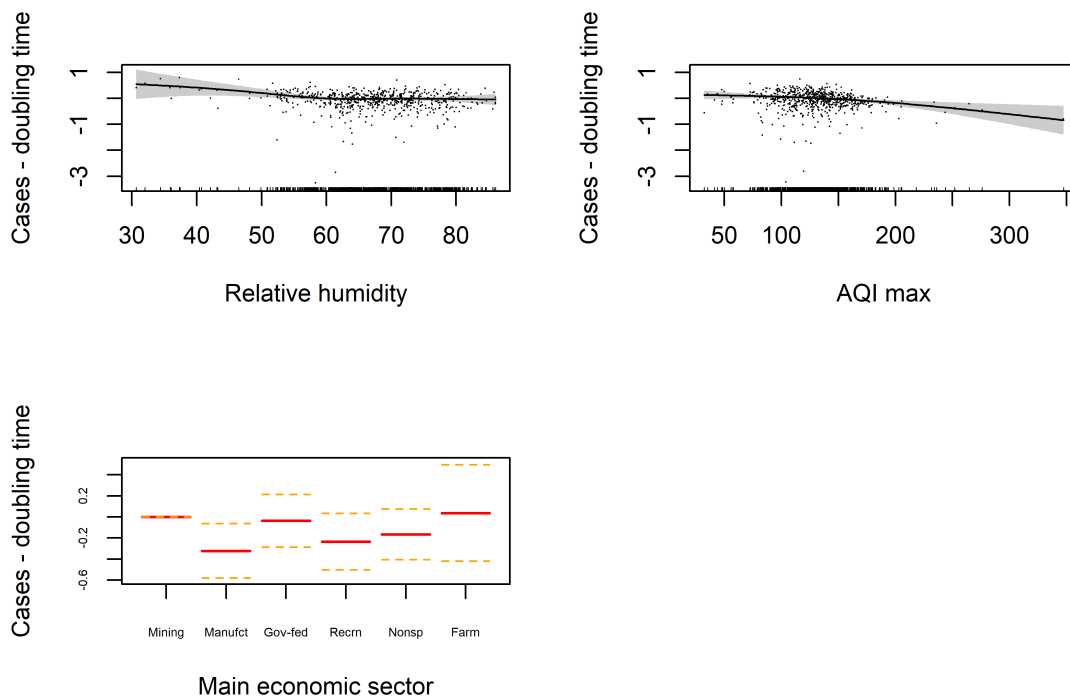 Cases - doubling time
1
-1
-3
30 40 50 60 70 80
Relative humidity
Cases - doubling time
1
-1
-3
50 100 200 300
AQI max
Cases - doubling time
0.2
-0.2
-0.6
Mining Manufct Gov-fed Recrn Nonsp Farm
Main economic sector